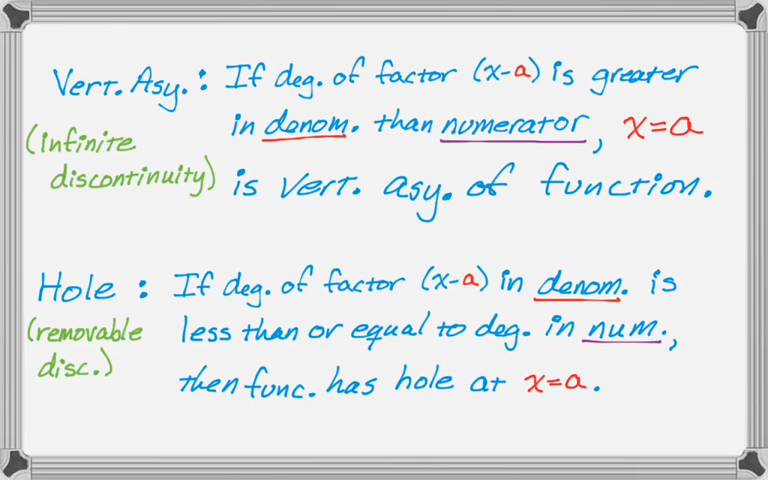 Vert. Asy. : If deg. of factor (x-a) is greater
in denom. than numerator, x=a
(infinite
discontinuity) is vert. asy. of function.
Hole : If deg. of factor (x-a) in denom. is
(removable less than or equal to deg. in num.,
disc.) then func. has hole at x=a.